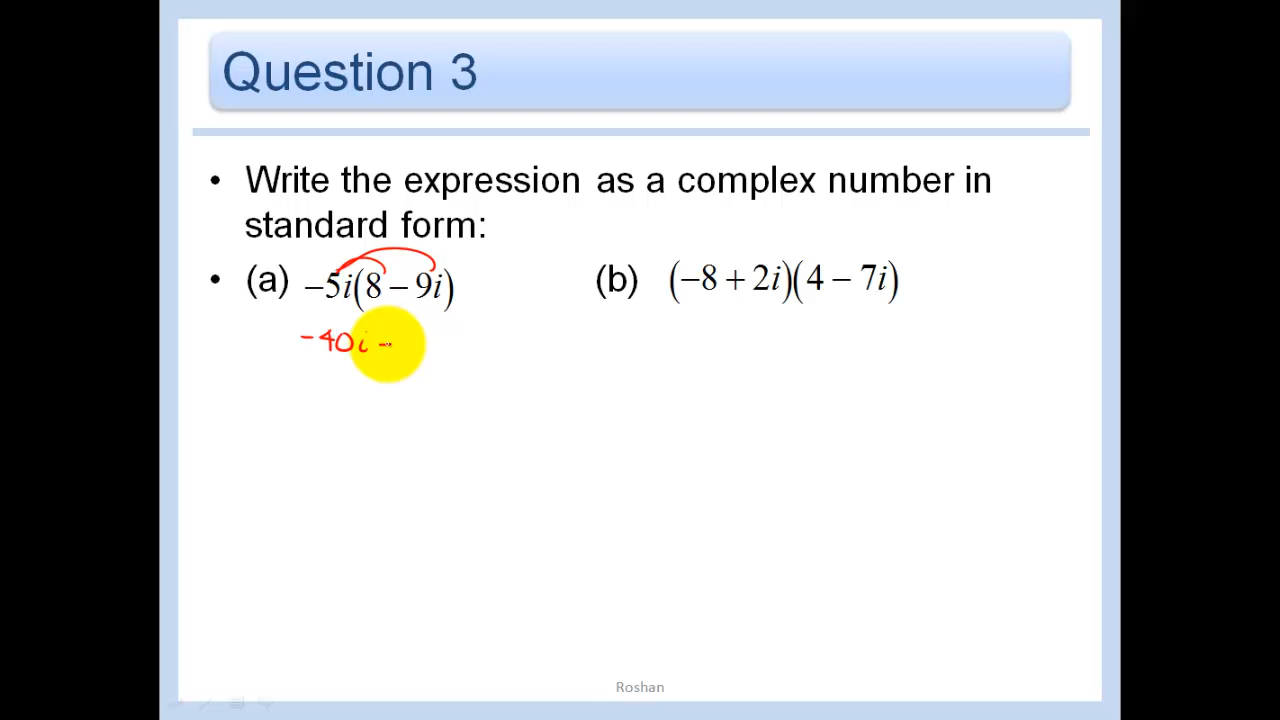 Question 3
• Write the expression as a complex number in
standard form:
• (a) −5i(8 − 9i) (b) (−8 + 2i)(4 − 7i)
-40i -
Roshan